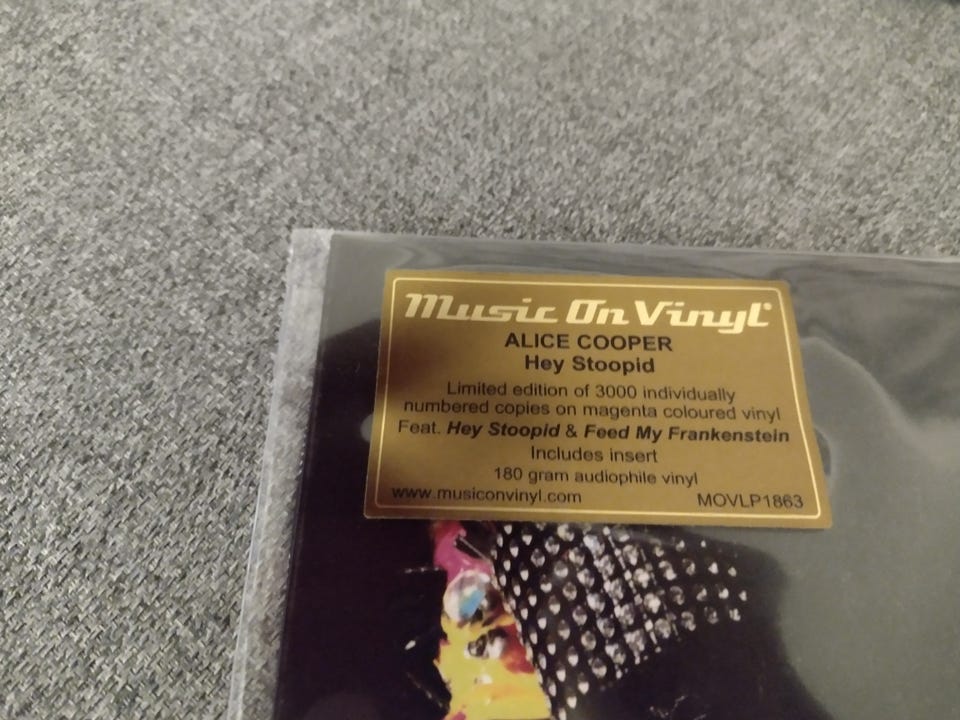 Music On Vinyl®
ALICE COOPER
Hey Stoopid
Limited edition of 3000 individually
numbered copies on magenta coloured vinyl
Feat. Hey Stoopid & Feed My Frankenstein
Includes insert
180 gram audiophile vinyl
www.musiconvinyl.com MOVLP1863